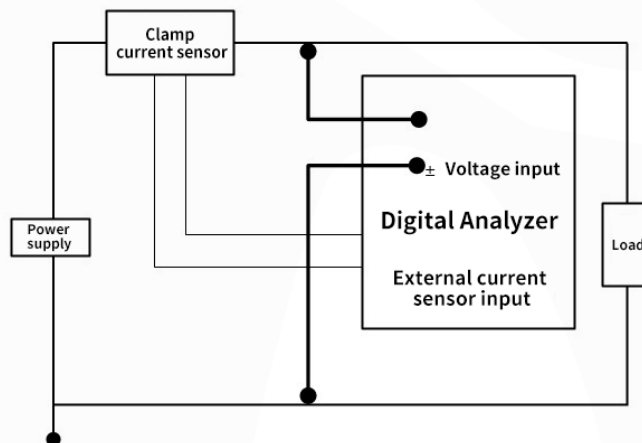 Clamp
current sensor
± Voltage input
Power
supply
Digital Analyzer
Load
External current
sensor input